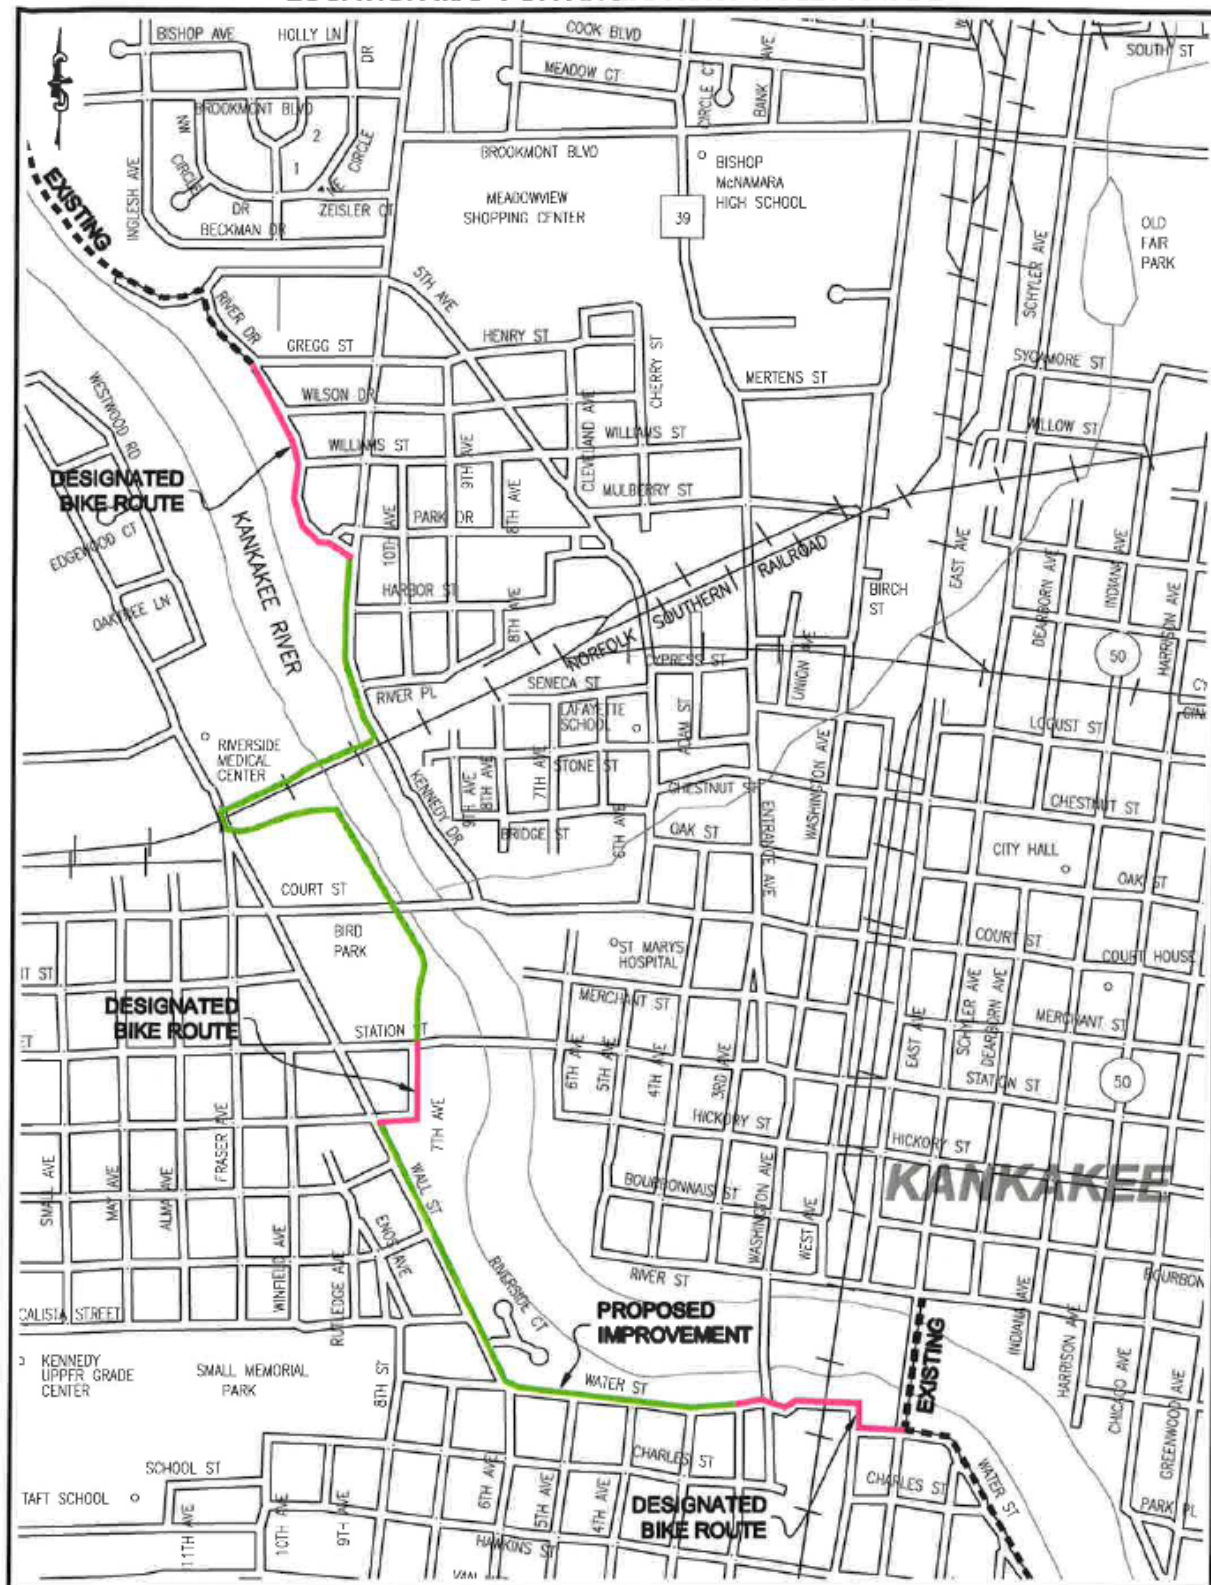 BISHOP AVE
HOLLY LN
DR
COOK BLVD
AVE
SOUTH ST
MEADOW CT
CIRCLE CT
BANK
BROOKMONT BLVD
NW
CIRCLE
DR
2
1
NE CIRCLE
ZEISLER CT
BECKMAN DR
INGLESH AVE
EXISTING
BROOKMONT BLVD
BISHOP
McNAMARA
HIGH SCHOOL
MEADOWVIEW
SHOPPING CENTER
39
OLD
FAIR
PARK
SCHYLER AVE
5TH AVE
RIVER DR
GREGG ST
HENRY ST
CHERRY ST
MERTENS ST
SYCAMORE ST
WESTWOOD RD
WILSON DR
WILLIAMS ST
9TH AVE
CLEVELAND AVE
WILLIAMS ST
WILLOW ST
DESIGNATED
BIKE ROUTE
MULBERRY ST
8TH AVE
PARK DR
10TH AVE
EDGEWOOD CT
KANKAKEE RIVER
OAKTREE LN
HARBOR ST
8TH AVE
NORFOLK SOUTHERN RAILROAD
BIRCH
ST
EAST AVE
DEARBORN AVE
INDIANA AVE
HARRISON AVE
50
CYPRESS ST
UNION AVE
RIVER PL
SENECA ST
LAFAYETTE
SCHOOL
ADAM ST
LOCUST ST
RIVERSIDE
MEDICAL
CENTER
KENNEDY DR
9TH AVE
8TH AVE
7TH AVE
STONE ST
CHESTNUT ST
WASHINGTON AVE
CHESTNUT ST
BRIDGE ST
6TH AVE
OAK ST
ENTRANCE AVE
CITY HALL
OAK ST
COURT ST
BIRD
PARK
ST MARYS
HOSPITAL
COURT ST
COURT HOUSE
DESIGNATED
BIKE ROUTE
MERCHANT ST
EAST AVE
SCHYLER AVE
DEARBORN AVE
MERCHANT ST
STATION ST
6TH AVE
5TH AVE
4TH AVE
3RD AVE
STATION ST
50
HICKORY ST
HICKORY ST
7TH AVE
SMALL AVE
MAY AVE
ALMA AVE
FRASER AVE
WALL ST
BOURBONNAIS ST
WASHINGTON AVE
WEST AVE
KANKAKEE
WINFIELD AVE
RUTLEDGE AVE
ENOS AVE
RIVERSIDE CT
RIVER ST
BOURBON
CALISTA STREET
PROPOSED
IMPROVEMENT
EXISTING
INDIANA AVE
HARRISON AVE
CHICAGO AVE
GREENWOOD AVE
KENNEDY
UPPER GRADE
CENTER
SMALL MEMORIAL
PARK
8TH ST
WATER ST
SCHOOL ST
CHARLES ST
CHARLES ST
WATER ST
TAFT SCHOOL
11TH AVE
10TH AVE
9TH AVE
6TH AVE
5TH AVE
4TH AVE
DESIGNATED
BIKE ROUTE
PARK PL
HAWKINS ST